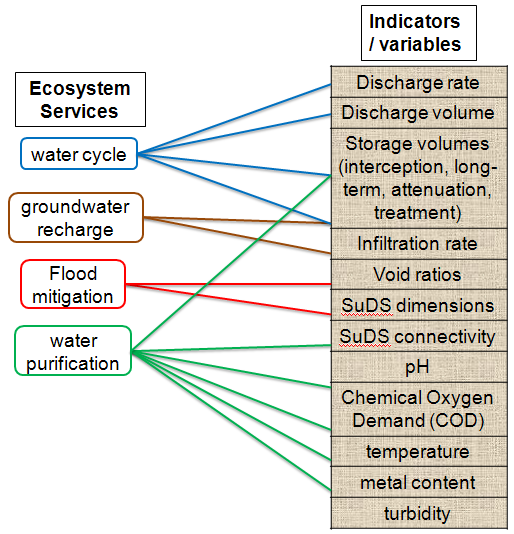 Indicators
/ variables
Ecosystem
Services
water cycle
groundwater
recharge
Flood
mitigation
water
purification
Discharge rate
Discharge volume
Storage volumes
(interception, long-
term, attenuation,
treatment)
Infiltration rate
Void ratios
SuDS dimensions
SuDS connectivity
pH
Chemical Oxygen
Demand (COD)
temperature
metal content
turbidity